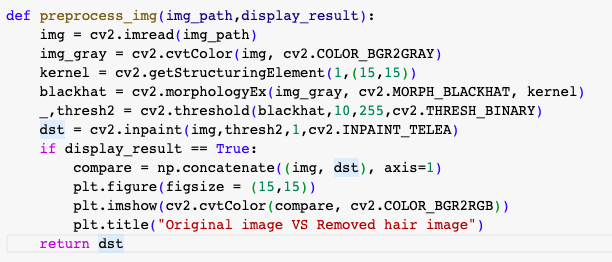 def preprocess_img(img_path,display_result):
    img = cv2.imread(img_path)
    img_gray = cv2.cvtColor(img, cv2.COLOR_BGR2GRAY)
    kernel = cv2.getStructuringElement(1,(15,15))
    blackhat = cv2.morphologyEx(img_gray, cv2.MORPH_BLACKHAT, kernel)
    _,thresh2 = cv2.threshold(blackhat,10,255,cv2.THRESH_BINARY)
    dst = cv2.inpaint(img,thresh2,1,cv2.INPAINT_TELEA)
    if display_result == True:
        compare = np.concatenate((img, dst), axis=1)
        plt.figure(figsize = (15,15))
        plt.imshow(cv2.cvtColor(compare, cv2.COLOR_BGR2RGB))
        plt.title("Original image VS Removed hair image")
    return dst